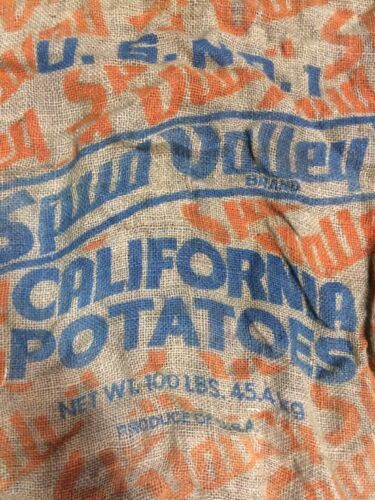 U.S. No. 1
Spud Valley
BRAND
CALIFORNIA
POTATOES
NET WT. 100 LBS. 45.4 kg
PRODUCE OF U.S.A.